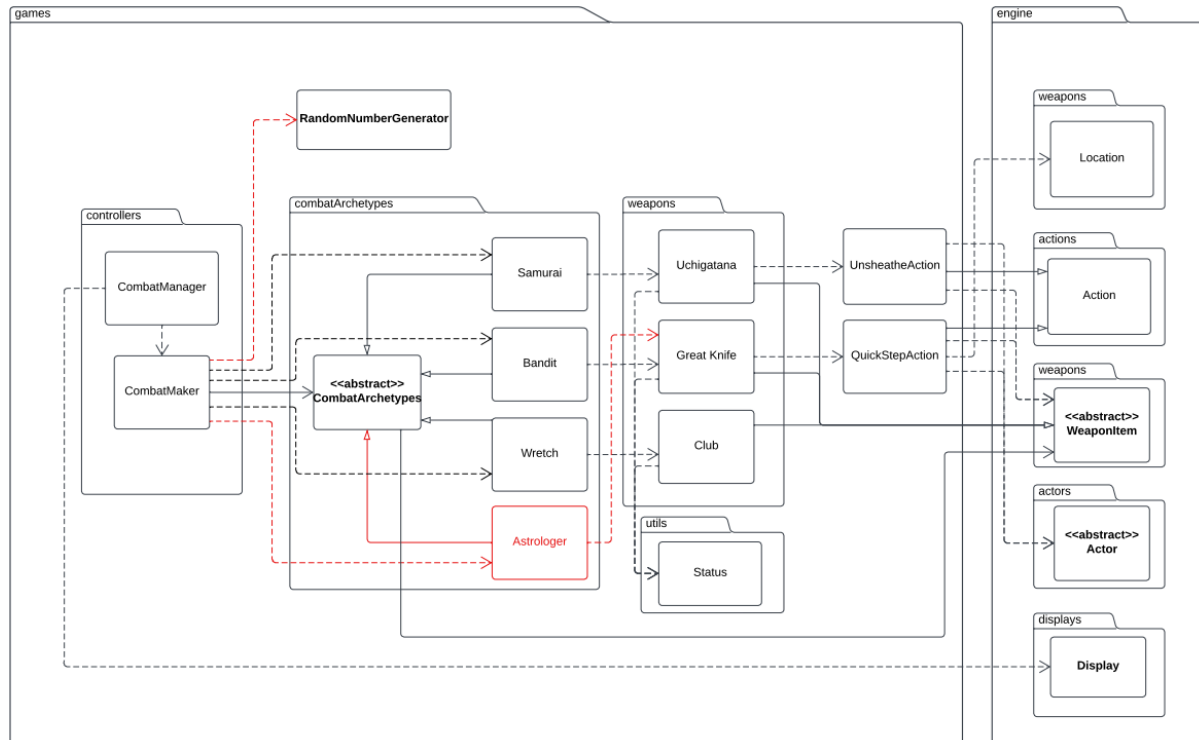 games
engine
RandomNumberGenerator
weapons
Location
controllers
combatArchetypes
weapons
CombatManager
Samurai
Uchigatana
UnsheatheAction
actions
Action
CombatMaker
<<abstract>>
CombatArchetypes
Bandit
Great Knife
QuickStepAction
weapons
<<abstract>>
WeaponItem
Wretch
Club
Astrologer
utils
Status
actors
<<abstract>>
Actor
displays
Display